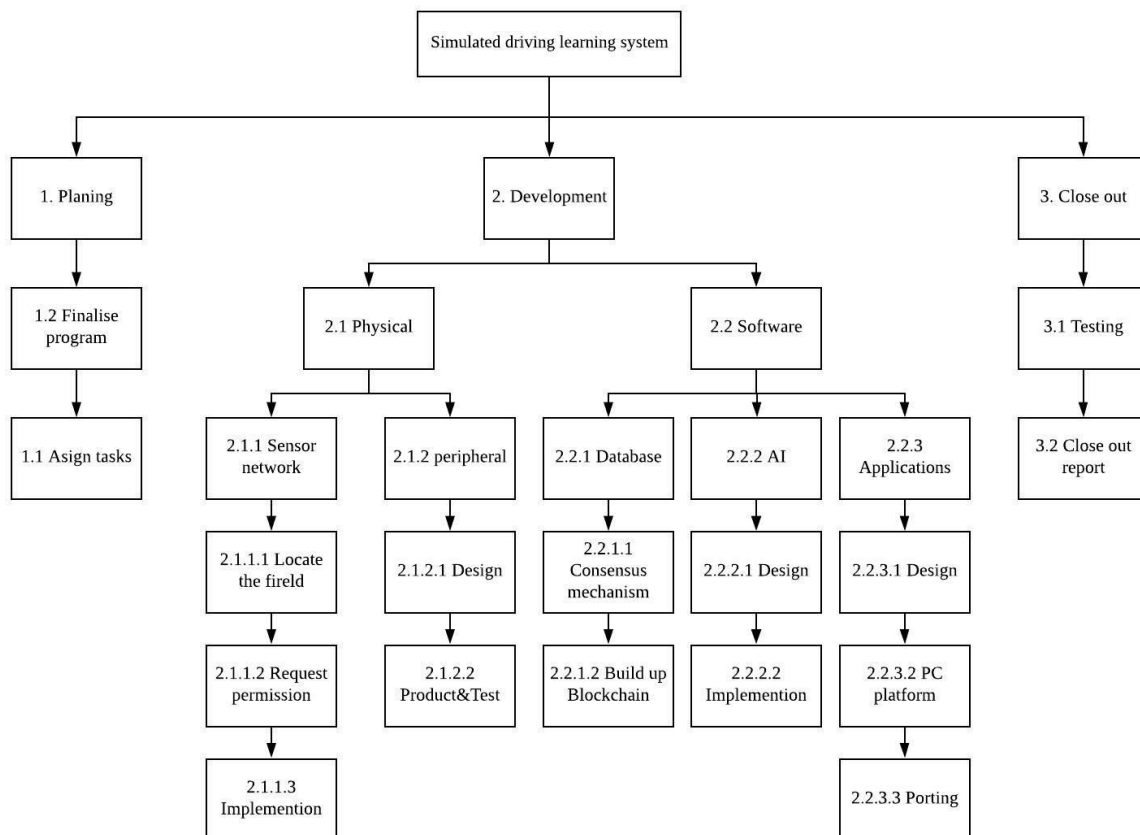 Simulated driving learning system
1. Planing
2. Development
3. Close out
1.2 Finalise
program
2.1 Physical
2.2 Software
3.1 Testing
1.1 Asign tasks
2.1.1 Sensor
network
2.1.2 peripheral
2.2.1 Database
2.2.2 AI
2.2.3
Applications
3.2 Close out
report
2.1.1.1 Locate
the fireld
2.1.2.1 Design
2.2.1.1
Consensus
mechanism
2.2.2.1 Design
2.2.3.1 Design
2.1.1.2 Request
permission
2.1.2.2
Product&Test
2.2.1.2 Build up
Blockchain
2.2.2.2
Implemention
2.2.3.2 PC
platform
2.1.1.3
Implemention
2.2.3.3 Porting